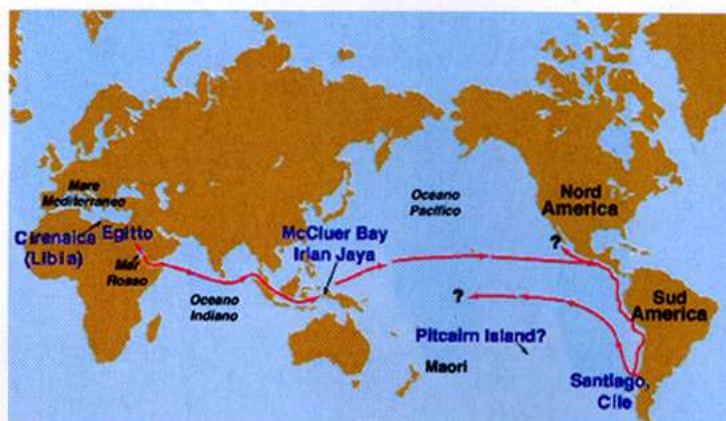 Mare
Mediterraneo
Cirenaica
(Libia)
Egitto
Mar
Rosso
Oceano
Indiano
McCluer Bay
Irian Jaya
Oceano
Pacifico
Nord
America
?
?
Pitcairn Island?
Maori
Sud
America
Santiago,
Cile